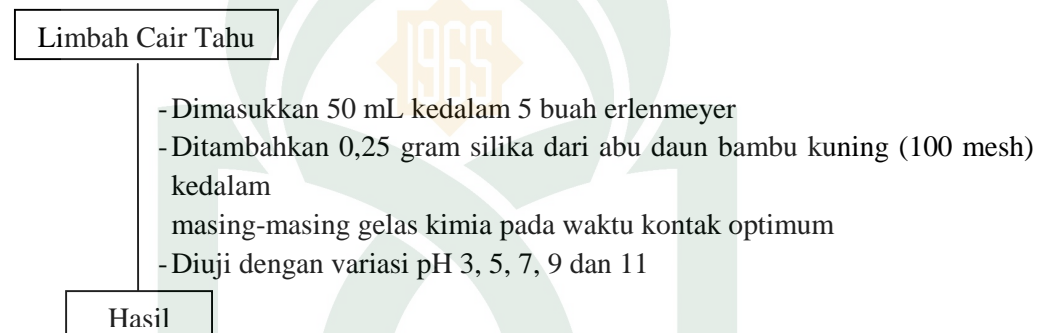 Limbah Cair Tahu
1965
- Dimasukkan 50 mL kedalam 5 buah erlenmeyer
- Ditambahkan 0,25 gram silika dari abu daun bambu kuning (100 mesh)
kedalam
masing-masing gelas kimia pada waktu kontak optimum
- Diuji dengan variasi pH 3, 5, 7, 9 dan 11
Hasil